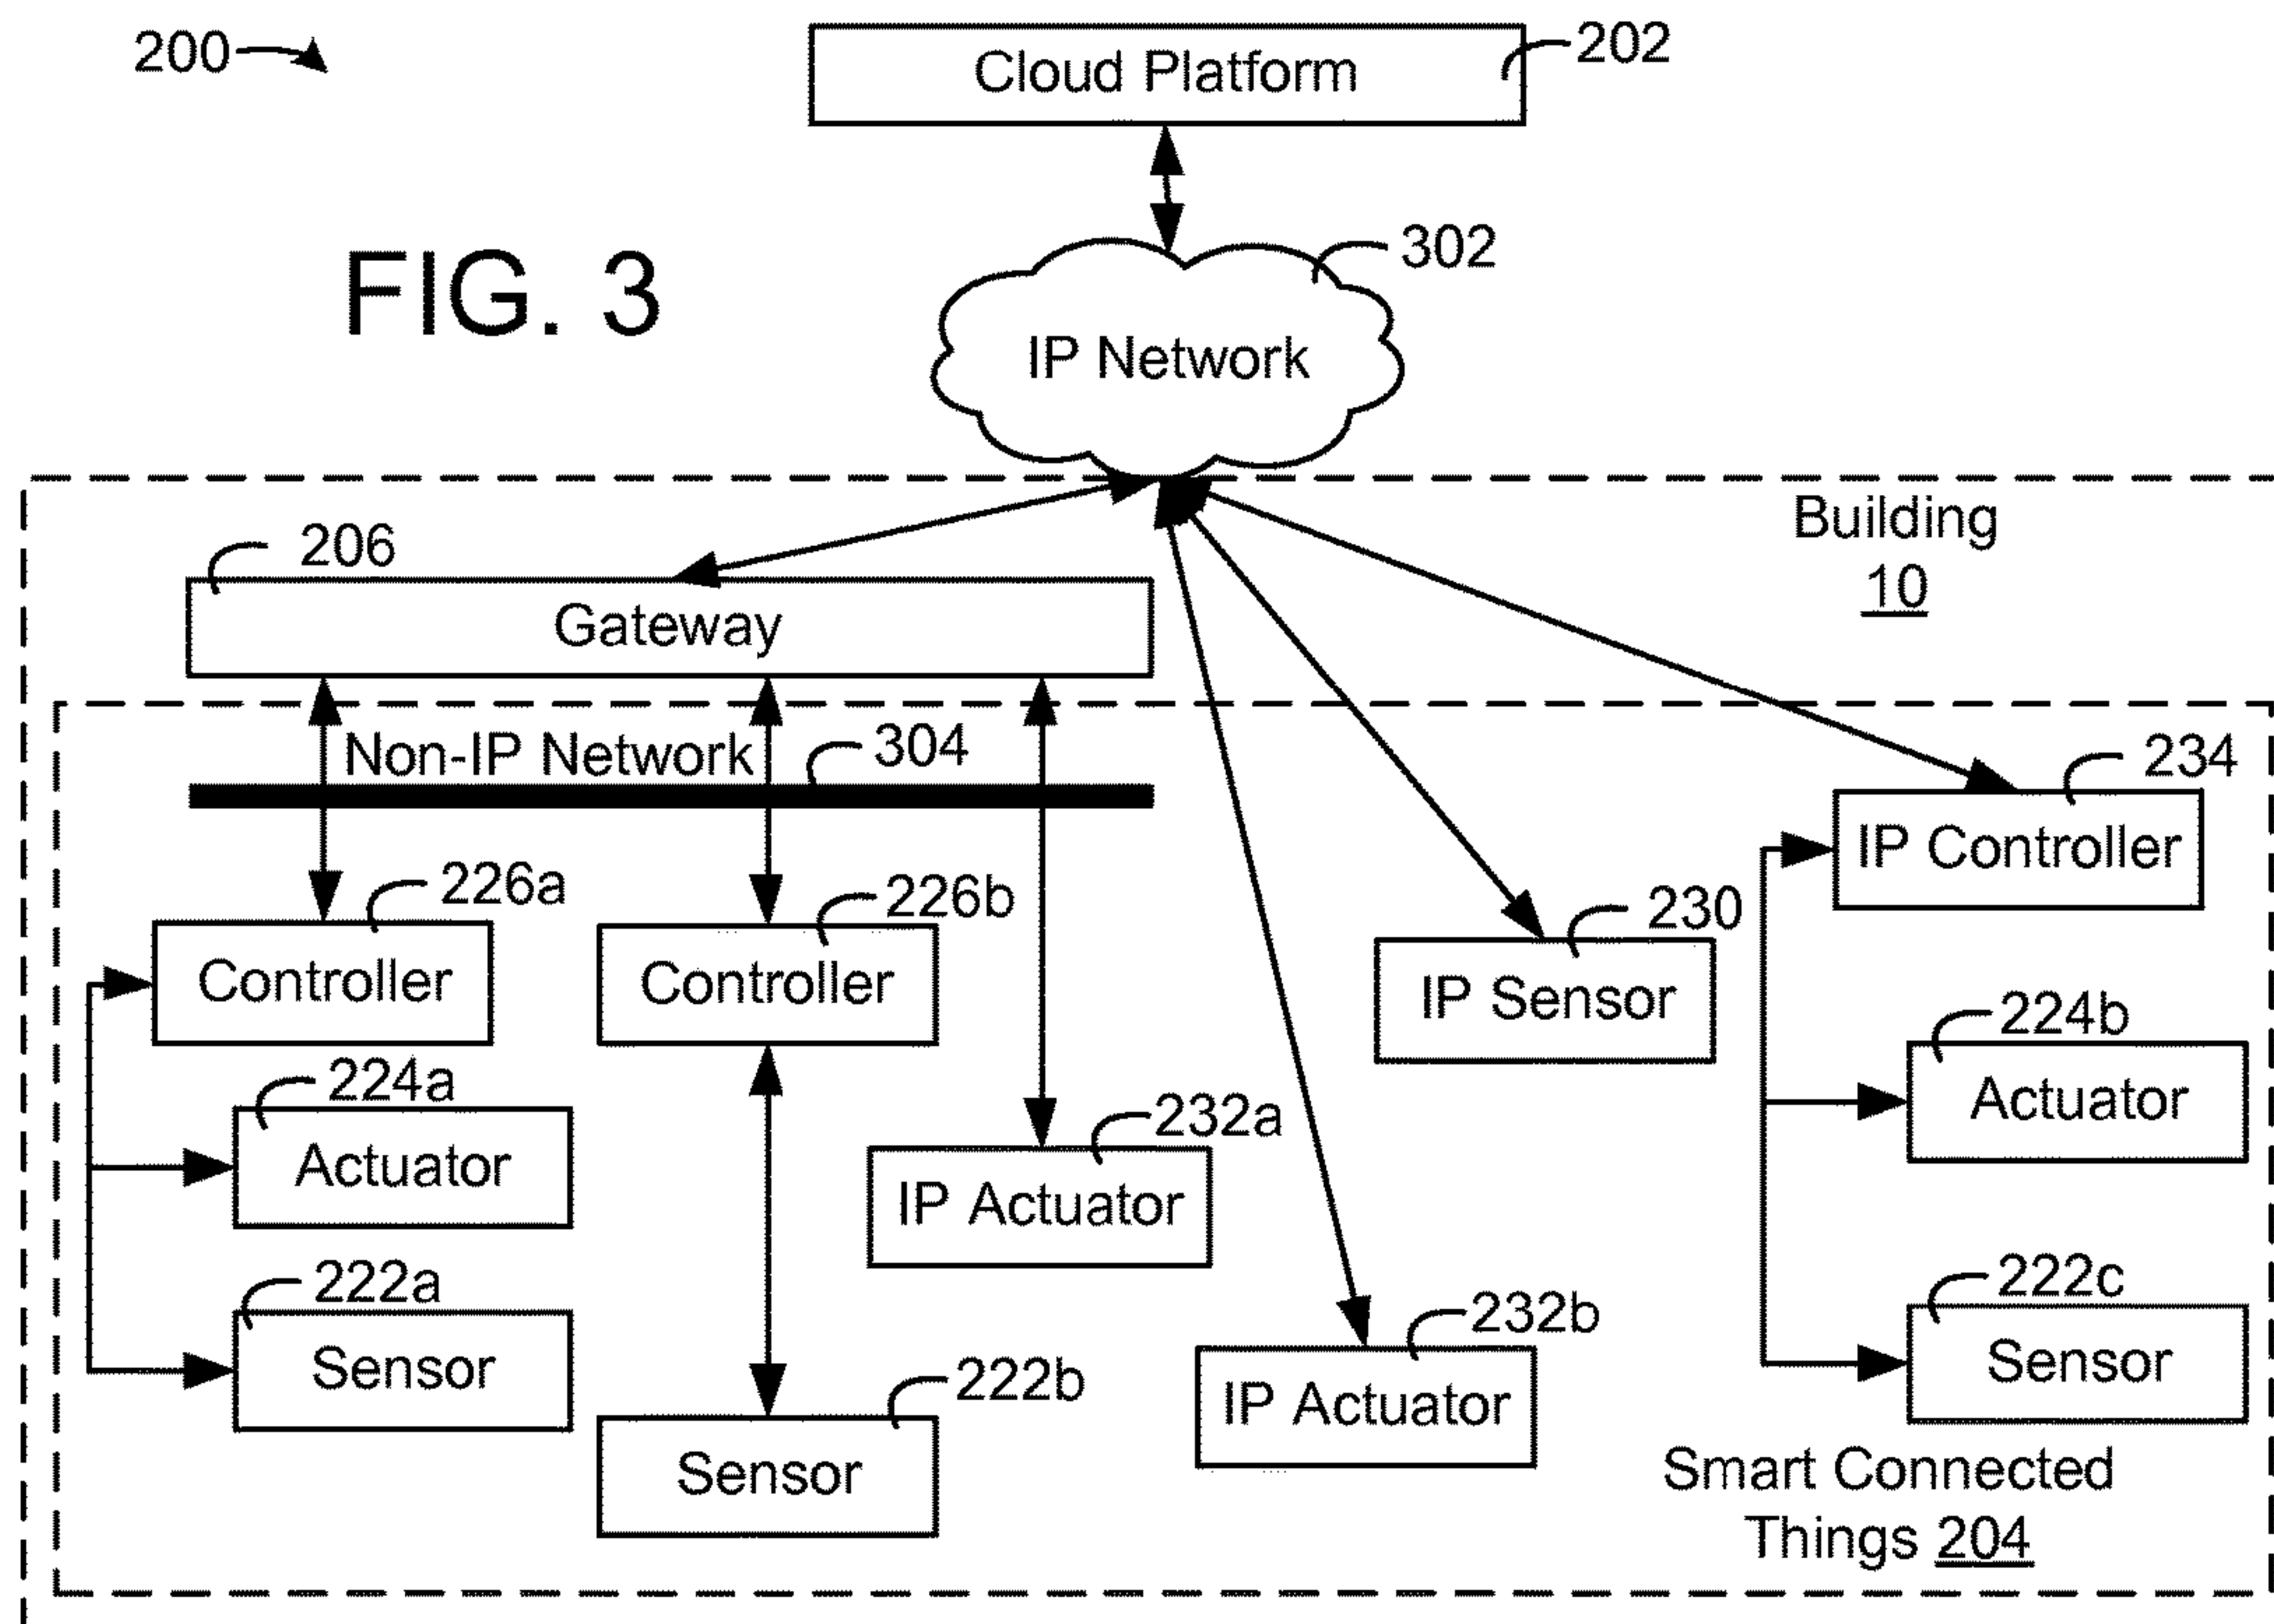 200
Cloud Platform
202
FIG. 3
302
IP Network
Building
10
206
Gateway
Non-IP Network
304
234
IP Controller
226a
Controller
226b
Controller
230
IP Sensor
224b
Actuator
224a
Actuator
232a
IP Actuator
222a
Sensor
222c
Sensor
232b
IP Actuator
222b
Sensor
Smart Connected
Things 204